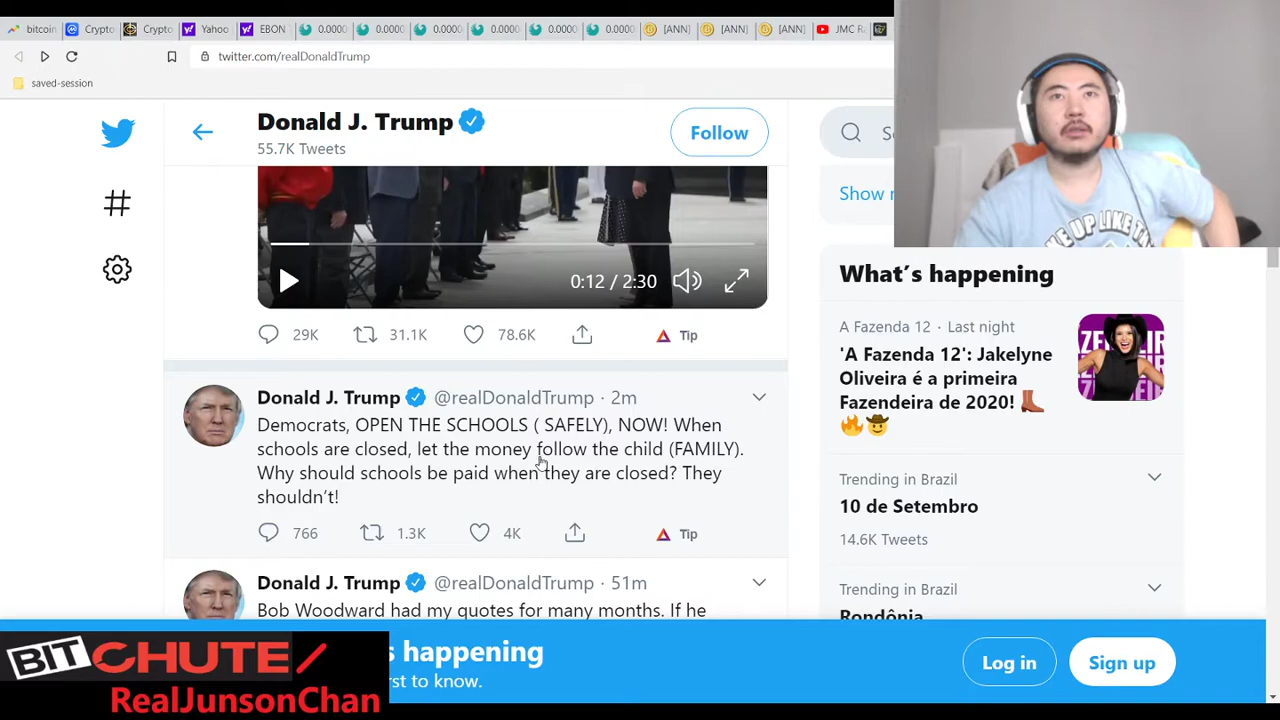 bitcoin
Crypto
Crypto
Yahoo
EBON
0.0000
0.0000
0.0000
0.0000
0.0000
0.0000
[ANN]
[ANN]
[ANN]
JMC R
twitter.com/realDonaldTrump
saved-session
Donald J. Trump
55.7K Tweets
Follow
Show
0:12 / 2:30
29K
31.1K
78.6K
Tip
Donald J. Trump @realDonaldTrump · 2m
Democrats, OPEN THE SCHOOLS ( SAFELY), NOW! When
schools are closed, let the money follow the child (FAMILY).
Why should schools be paid when they are closed? They
shouldn't!
766
1.3K
4K
Tip
Donald J. Trump @realDonaldTrump · 51m
Bob Woodward had my quotes for many months. If he
What's happening
A Fazenda 12 · Last night
'A Fazenda 12': Jakelyne
Oliveira é a primeira
Fazendeira de 2020! 👢
🔥🤠
Trending in Brazil
10 de Setembro
14.6K Tweets
Trending in Brazil
Rondônia
s happening
rst to know.
Log in
Sign up
BITCHUTE/
RealJunsonChan